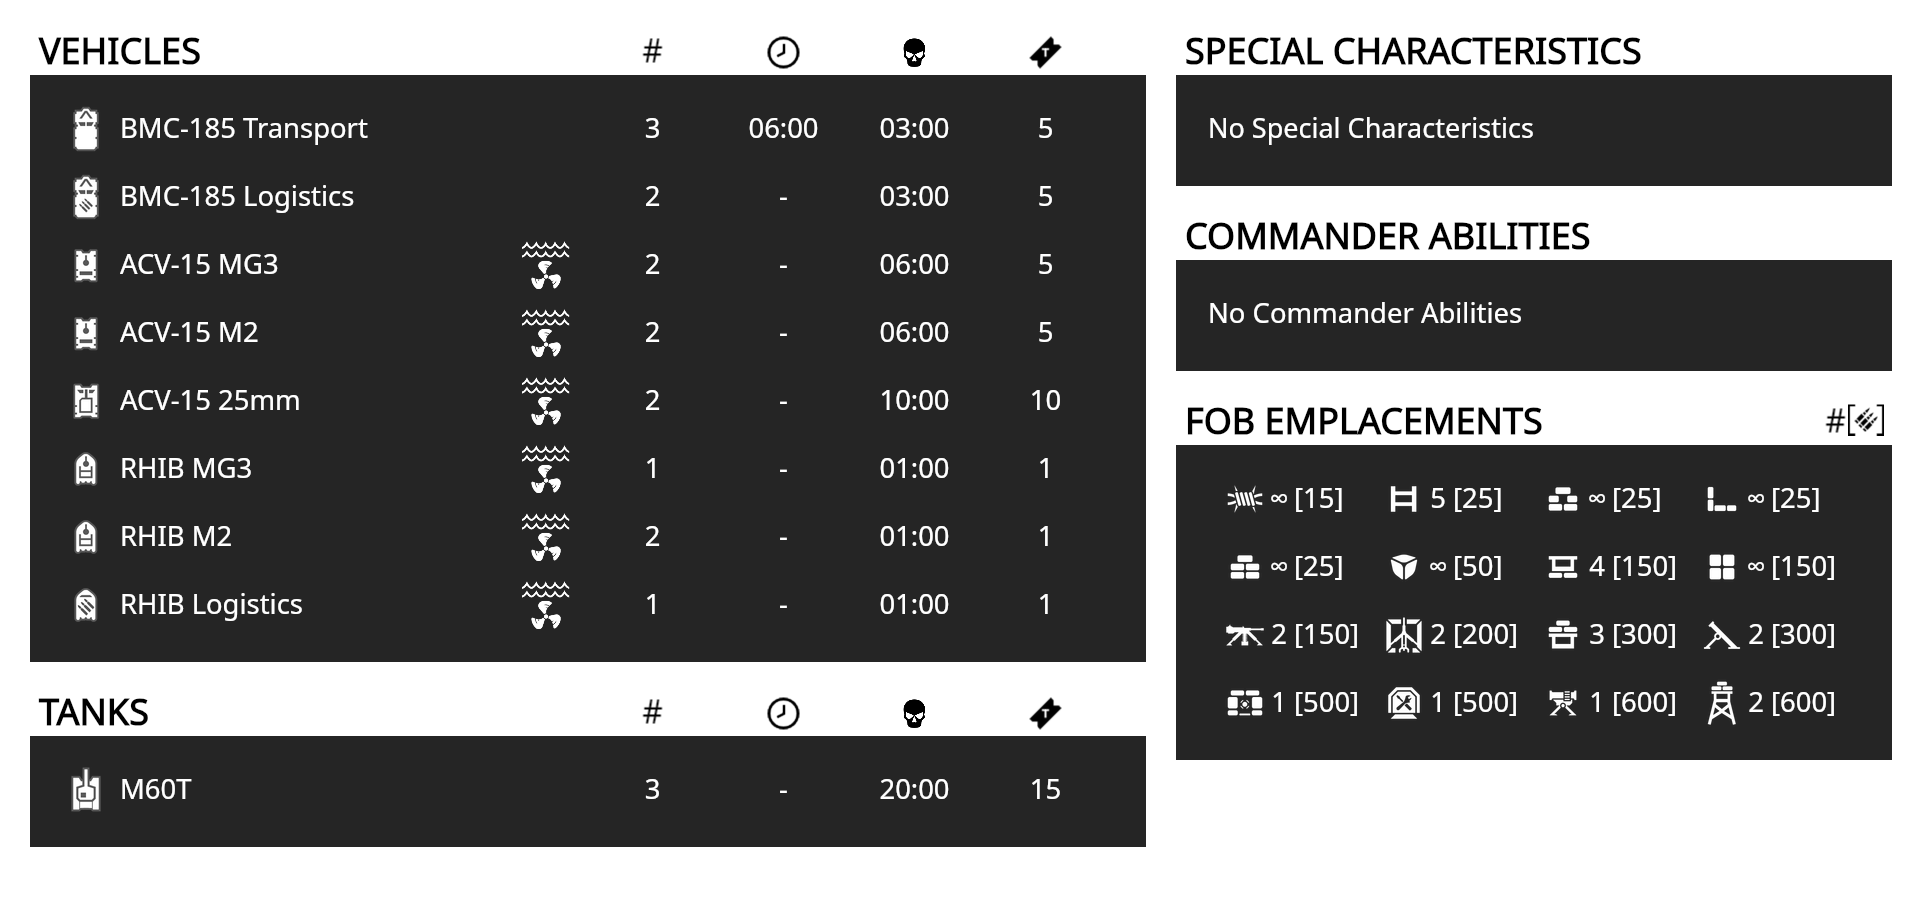 VEHICLES #
BMC-185 Transport 3 06:00 03:00 5
BMC-185 Logistics 2 - 03:00 5
ACV-15 MG3 2 - 06:00 5
ACV-15 M2 2 - 06:00 5
ACV-15 25mm 2 - 10:00 10
RHIB MG3 1 - 01:00 1
RHIB M2 2 - 01:00 1
RHIB Logistics 1 - 01:00 1
TANKS #
M60T 3 - 20:00 15
SPECIAL CHARACTERISTICS
No Special Characteristics
COMMANDER ABILITIES
No Commander Abilities
FOB EMPLACEMENTS #[]
∞ [15] 5 [25] ∞ [25] ∞ [25]
∞ [25] ∞ [50] 4 [150] ∞ [150]
2 [150] 2 [200] 3 [300] 2 [300]
1 [500] 1 [500] 1 [600] 2 [600]